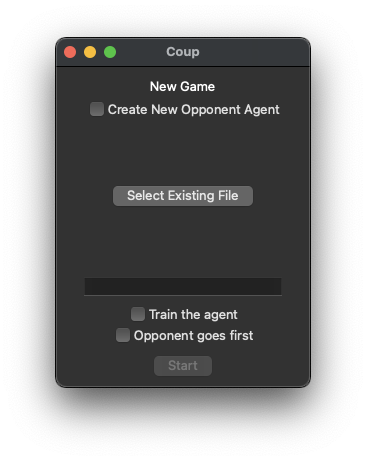 Coup
New Game
Create New Opponent Agent
Select Existing File
Train the agent
Opponent goes first
Start